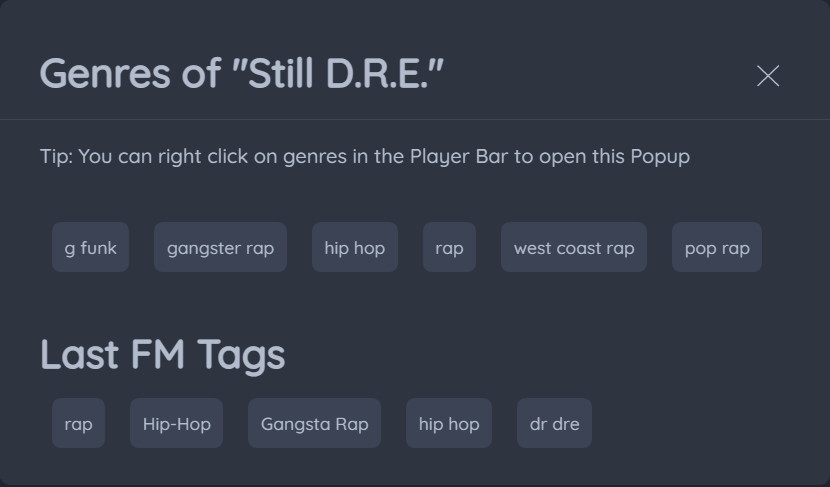 Genres of "Still D.R.E."
Tip: You can right click on genres in the Player Bar to open this Popup
g funk gangster rap hip hop rap west coast rap pop rap
Last FM Tags
rap Hip-Hop Gangsta Rap hip hop dr dre